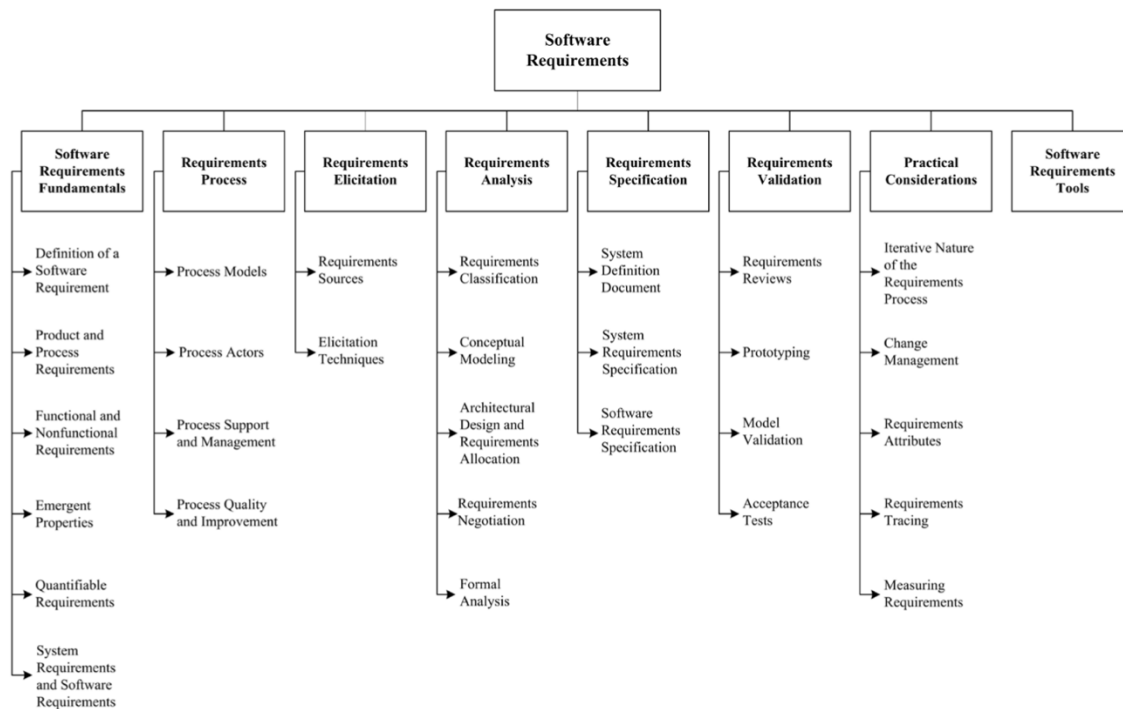 Software
Requirements
Software
Requirements
Fundamentals
Requirements
Process
Requirements
Elicitation
Requirements
Analysis
Requirements
Specification
Requirements
Validation
Practical
Considerations
Software
Requirements
Tools
Definition of a
Software
Requirement
Product and
Process
Requirements
Functional and
Nonfunctional
Requirements
Emergent
Properties
Quantifiable
Requirements
System
Requirements
and Software
Requirements
Process Models
Process Actors
Process Support
and Management
Process Quality
and Improvement
Requirements
Sources
Elicitation
Techniques
Requirements
Classification
Conceptual
Modeling
Architectural
Design and
Requirements
Allocation
Requirements
Negotiation
Formal
Analysis
System
Definition
Document
System
Requirements
Specification
Software
Requirements
Specification
Requirements
Reviews
Prototyping
Model
Validation
Acceptance
Tests
Iterative Nature
of the
Requirements
Process
Change
Management
Requirements
Attributes
Requirements
Tracing
Measuring
Requirements